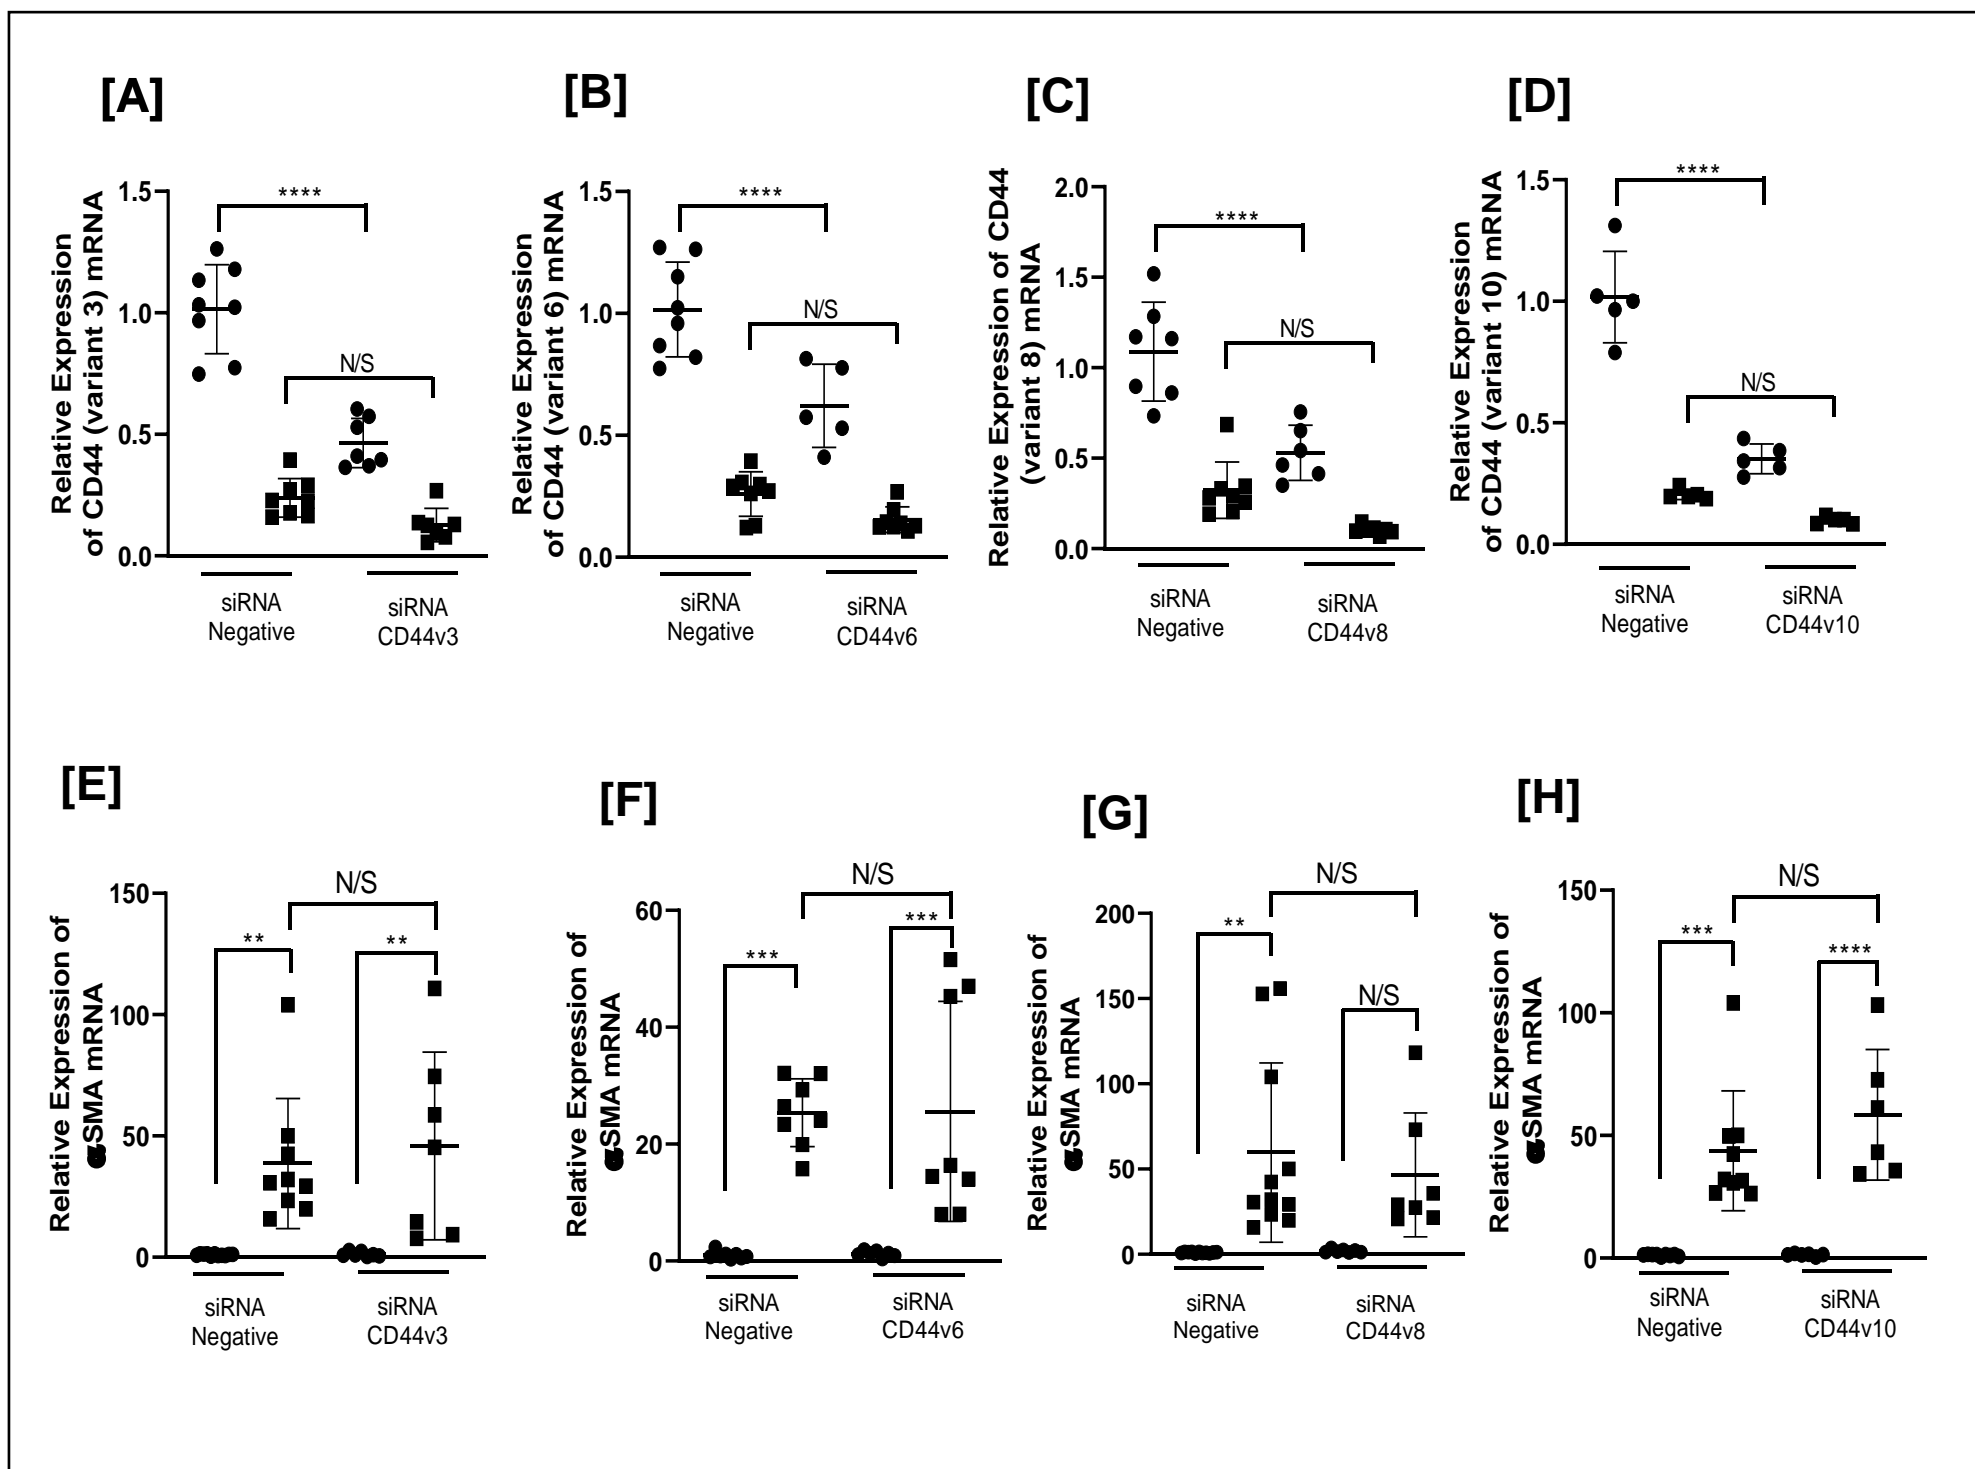 [A]
Relative Expression
of CD44 (variant 3) mRNA
1.5
1.0
0.5
0.0
****
N/S
siRNA
Negative
siRNA
CD44v3
[B]
Relative Expression
of CD44 (variant 6) mRNA
1.5
1.0
0.5
0.0
****
N/S
siRNA
Negative
siRNA
CD44v6
[C]
Relative Expression of CD44
(variant 8) mRNA
2.0
1.5
1.0
0.5
0.0
****
N/S
siRNA
Negative
siRNA
CD44v8
[D]
Relative Expression
of CD44 (variant 10) mRNA
1.5
1.0
0.5
0.0
****
N/S
siRNA
Negative
siRNA
CD44v10
[E]
Relative Expression of
SMA mRNA
150
100
50
0
N/S
**
**
siRNA
Negative
siRNA
CD44v3
[F]
Relative Expression of
SMA mRNA
60
40
20
0
N/S
***
***
siRNA
Negative
siRNA
CD44v6
[G]
Relative Expression of
SMA mRNA
200
150
100
50
0
N/S
**
N/S
siRNA
Negative
siRNA
CD44v8
[H]
Relative Expression of
SMA mRNA
150
100
50
0
N/S
***
****
siRNA
Negative
siRNA
CD44v10